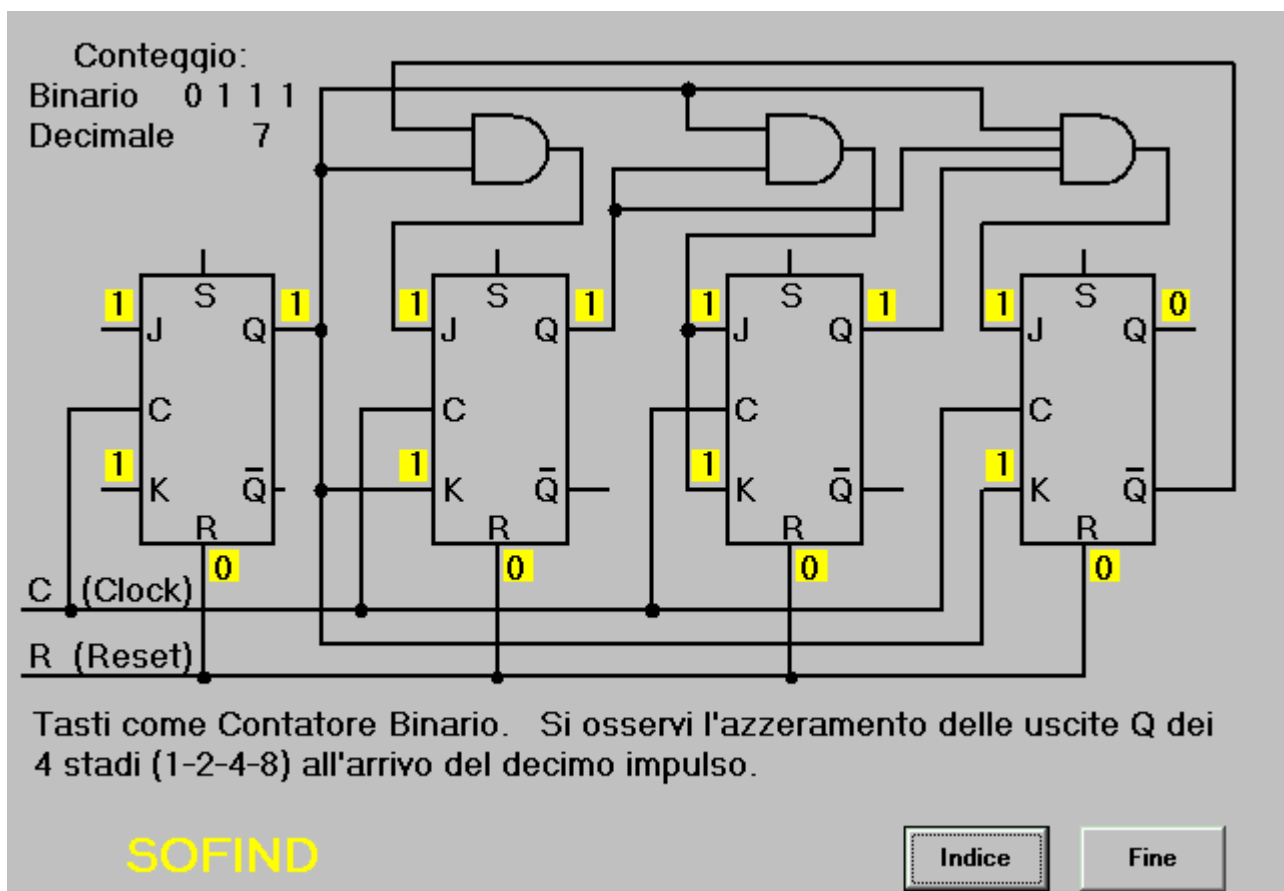 Conteggio:
Binario 0 1 1 1
Decimale 7
1 S 1 1 S 1 1 S 1 1 S 0
J Q J Q J Q J Q
C C C C
1 1 1 1
K Q̅ K Q̅ K Q̅ K Q̅
R R R R
0 0 0 0
C (Clock)
R (Reset)
Tasti come Contatore Binario. Si osservi l'azzeramento delle uscite Q dei
4 stadi (1-2-4-8) all'arrivo del decimo impulso.
SOFIND
Indice Fine